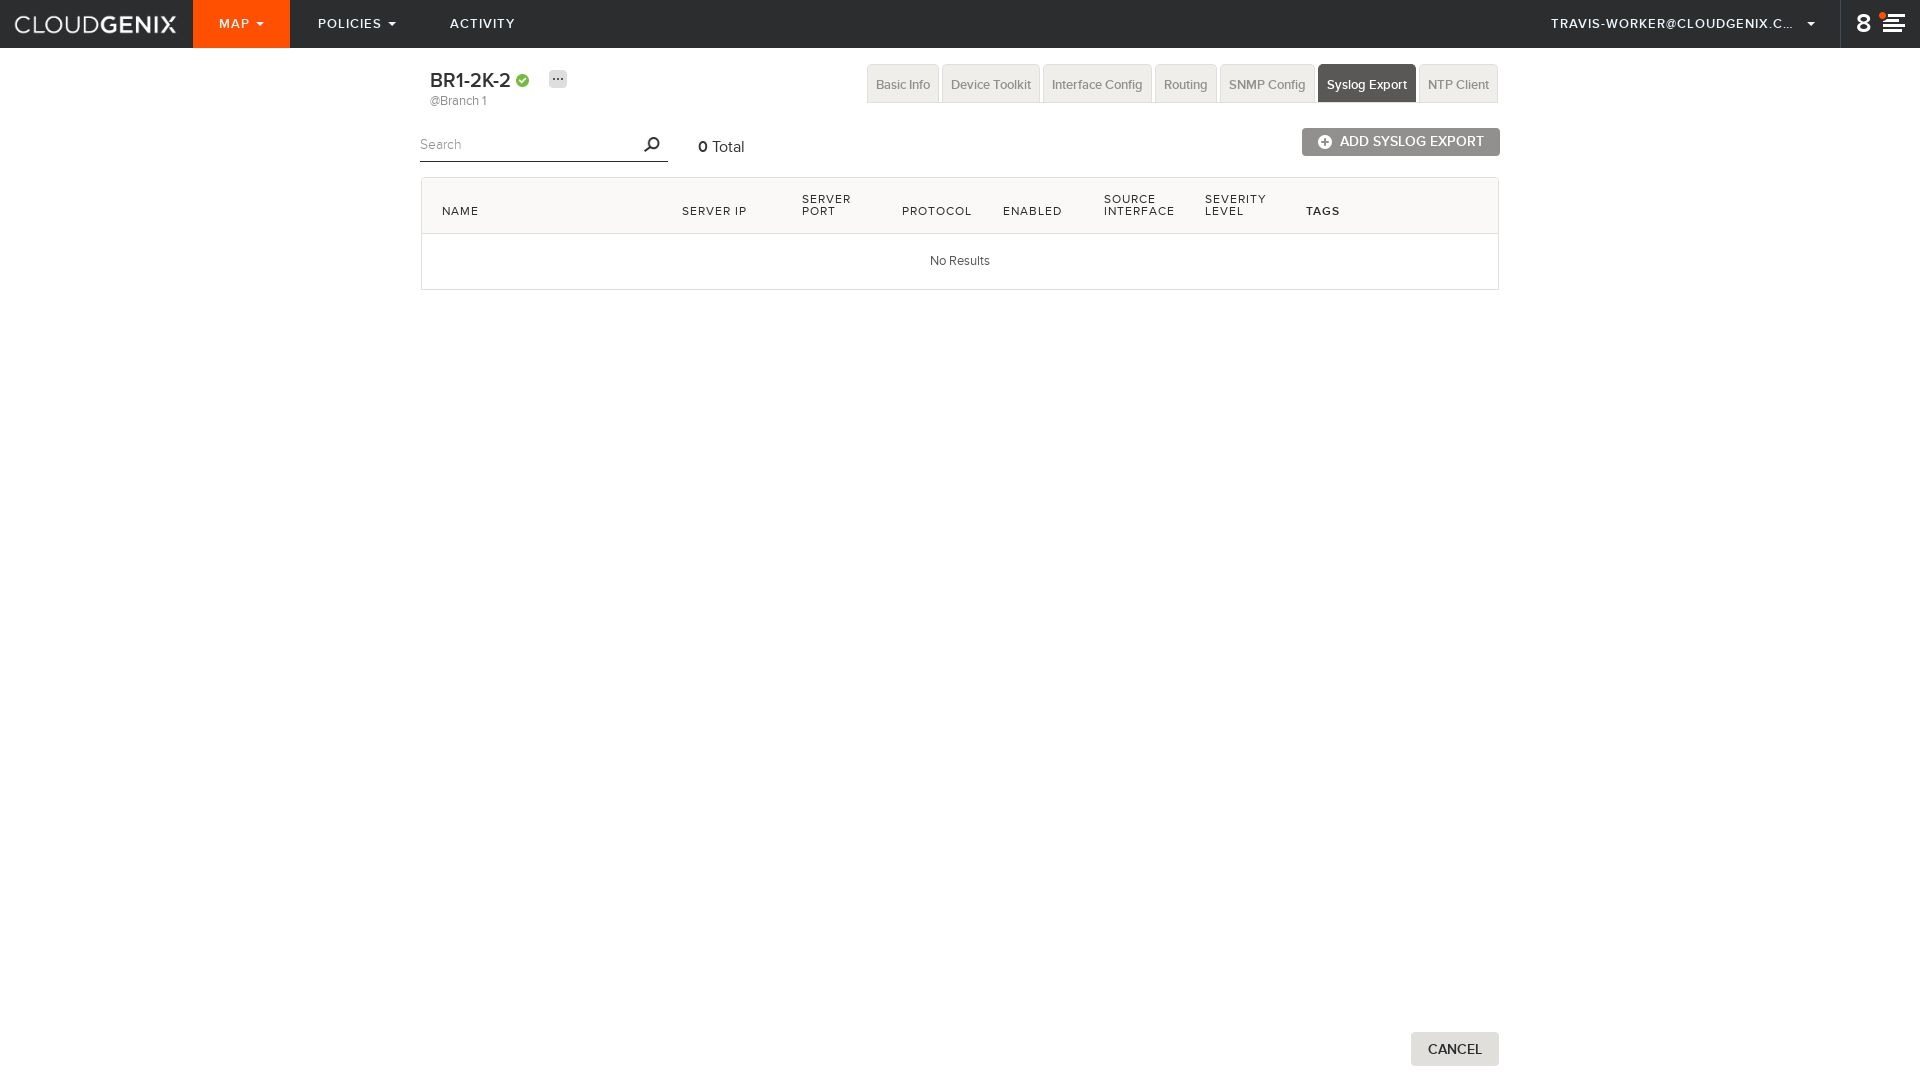 CLOUDGENIX MAP POLICIES ACTIVITY TRAVIS-WORKER@CLOUDGENIX.C... 8
BR1-2K-2
@Branch 1
Basic Info Device Toolkit Interface Config Routing SNMP Config Syslog Export NTP Client
Search 0 Total ADD SYSLOG EXPORT
NAME SERVER IP SERVER PORT PROTOCOL ENABLED SOURCE INTERFACE SEVERITY LEVEL TAGS
No Results
CANCEL